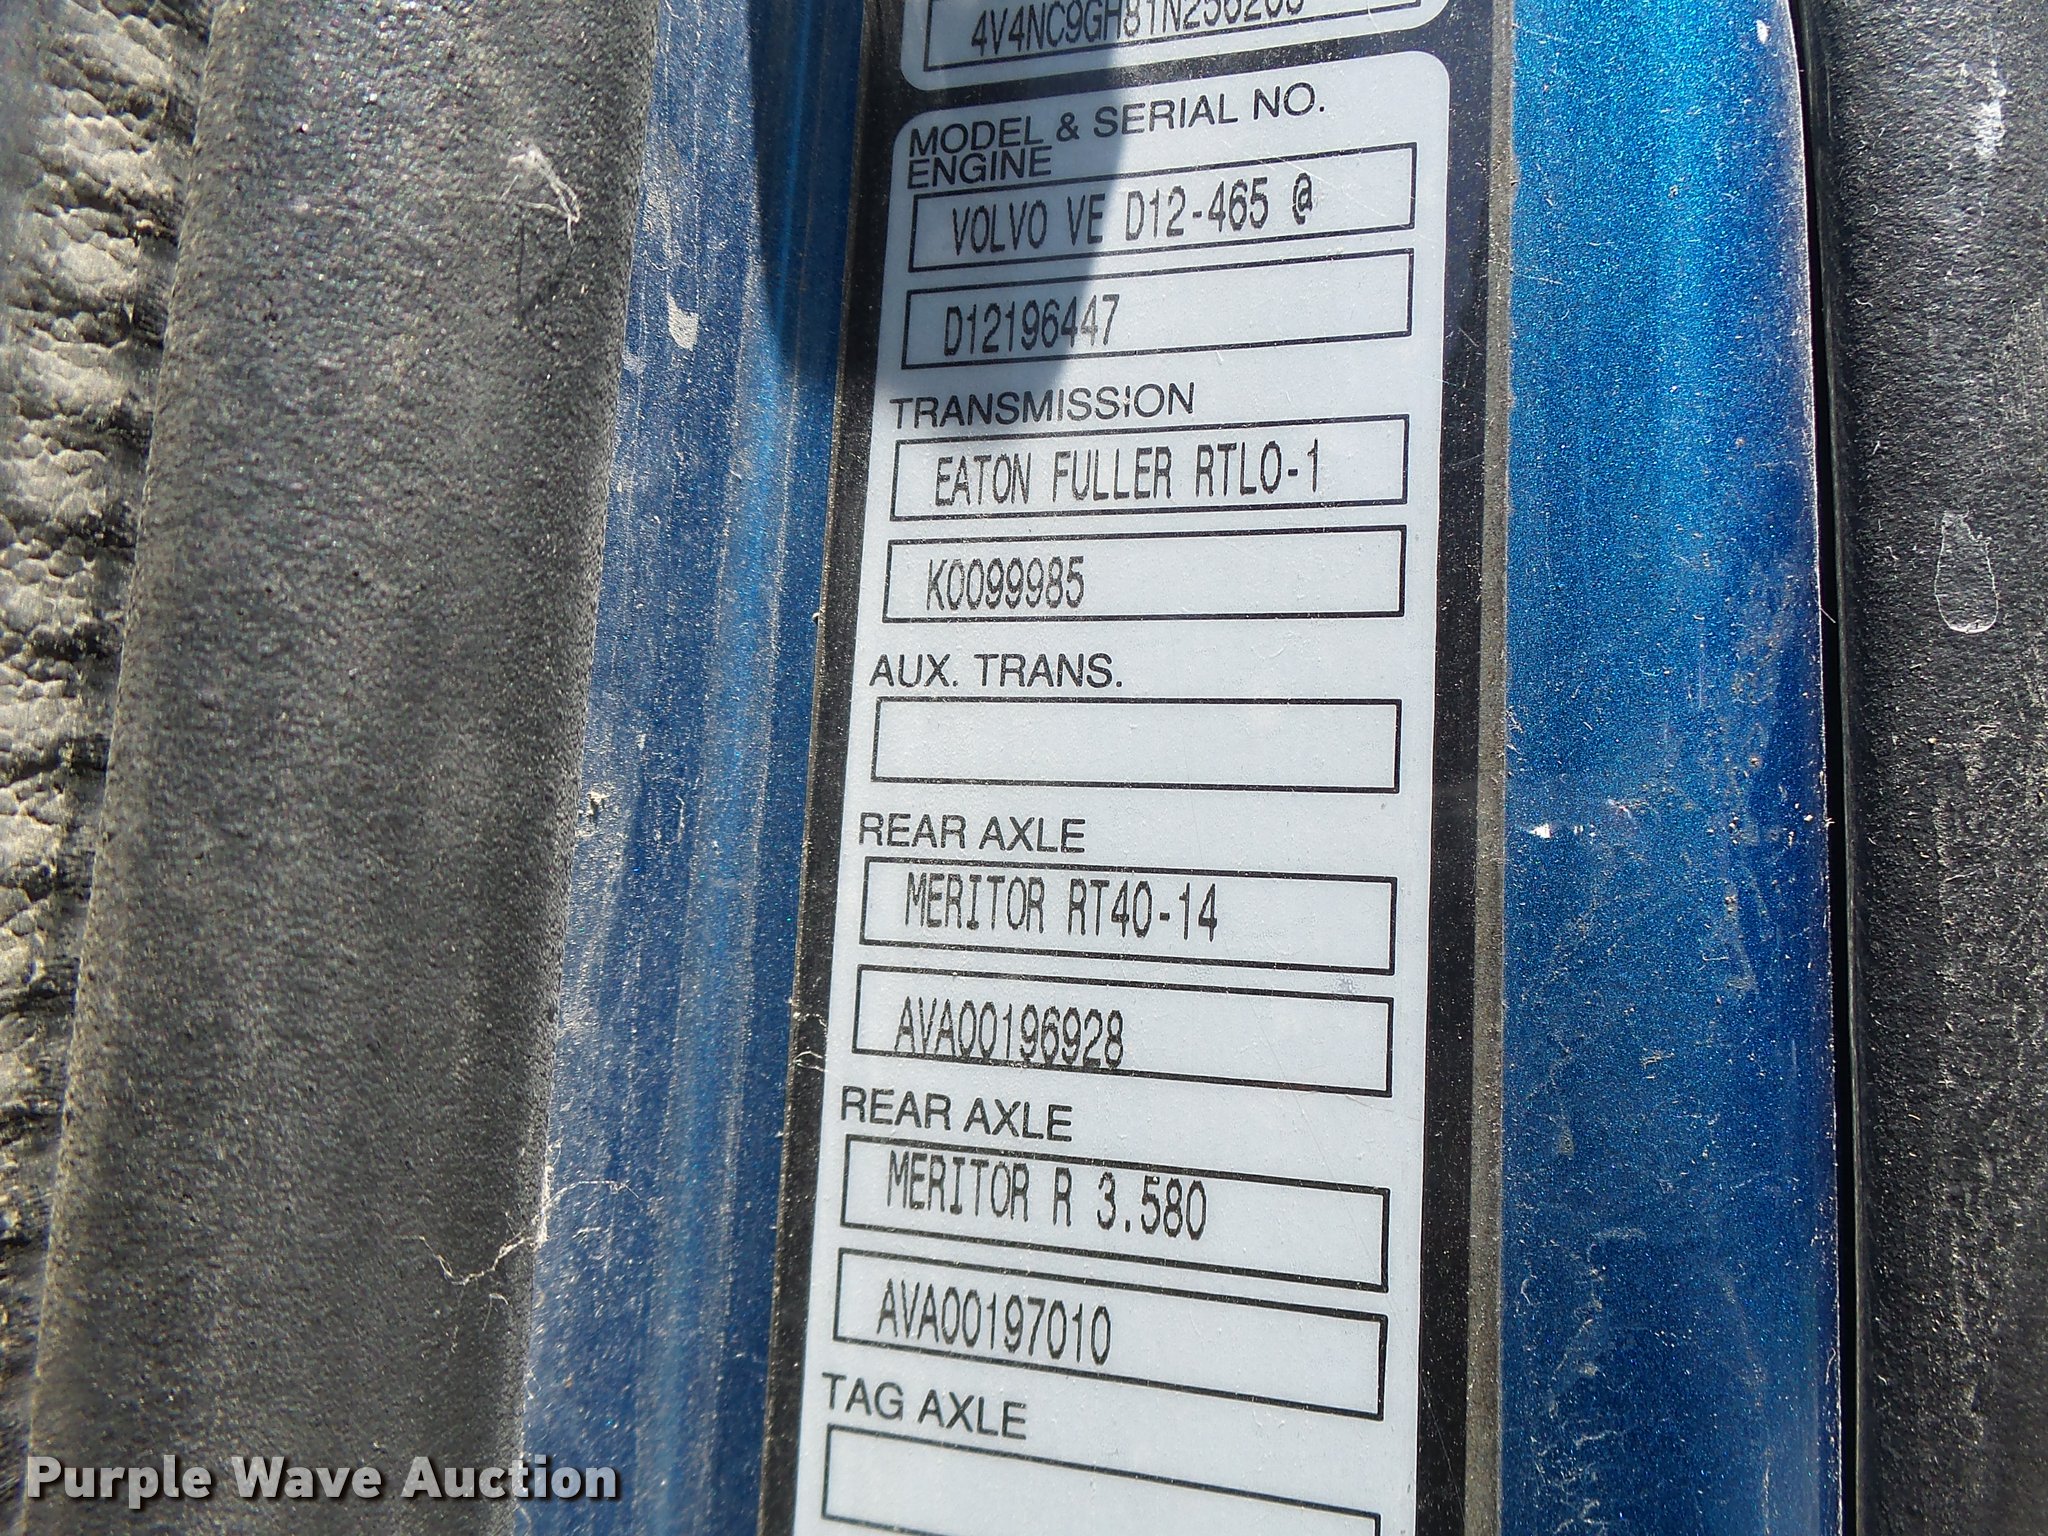 4V4NC9GH81N256203
MODEL & SERIAL NO.
ENGINE
VOLVO VE D12-465 @
D12196447
TRANSMISSION
EATON FULLER RTLO-1
K0099985
AUX. TRANS.
REAR AXLE
MERITOR RT40-14
AVA00196928
REAR AXLE
MERITOR R 3.580
AVA00197010
TAG AXLE
Purple Wave Auction